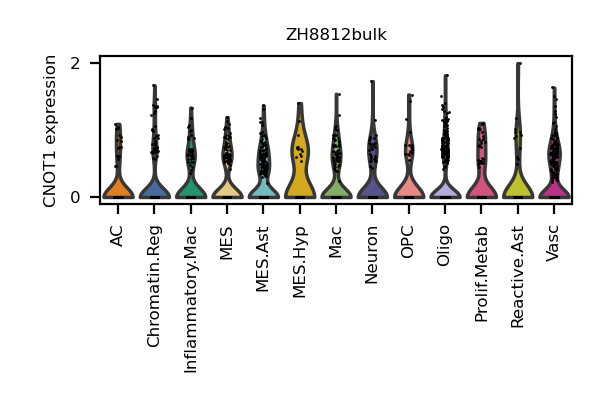 ZH8812bulk
CNOT1 expression
2
0
AC
Chromatin.Reg
Inflammatory.Mac
MES
MES.Ast
MES.Hyp
Mac
Neuron
OPC
Oligo
Prolif.Metab
Reactive.Ast
Vasc